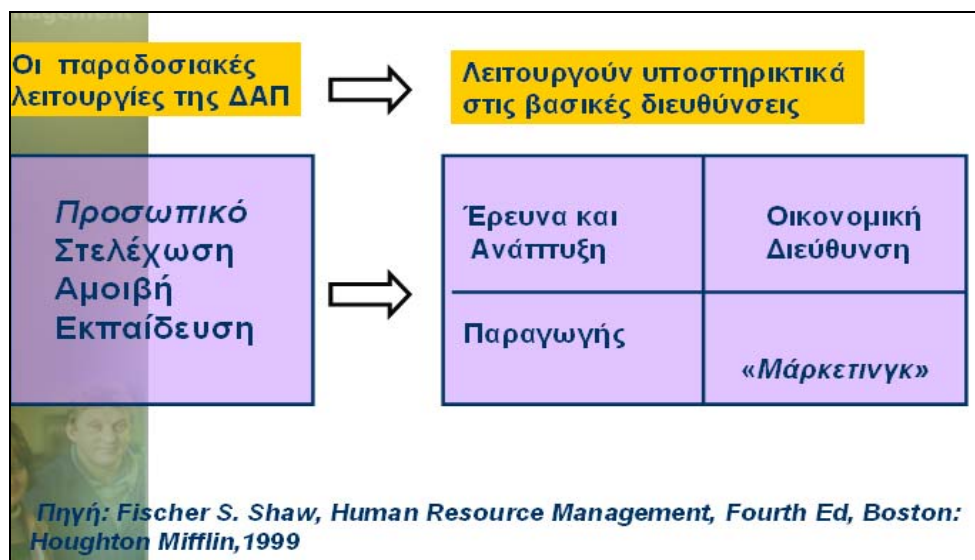 nagement
Οι παραδοσιακές
λειτουργίες της ΔΑΠ
Λειτουργούν υποστηρικτικά
στις βασικές διευθύνσεις
Προσωπικό
Στελέχωση
Αμοιβή
Εκπαίδευση
Έρευνα και
Ανάπτυξη
Οικονομική
Διεύθυνση
Παραγωγής
«Μάρκετινγκ»
Πηγή: Fischer S. Shaw, Human Resource Management, Fourth Ed, Boston:
Houghton Mifflin,1999